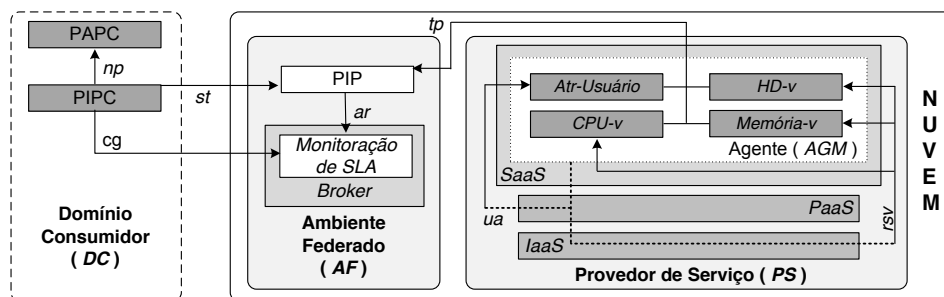 PAPC
np
PIPC
st
cg
Domínio
Consumidor
( DC )
tp
PIP
ar
Monitoração
de SLA
Broker
Ambiente
Federado
( AF )
Atr-Usuário
HD-v
CPU-v
Memória-v
Agente ( AGM )
SaaS
ua
PaaS
rsv
IaaS
Provedor de Serviço ( PS )
N
U
V
E
M